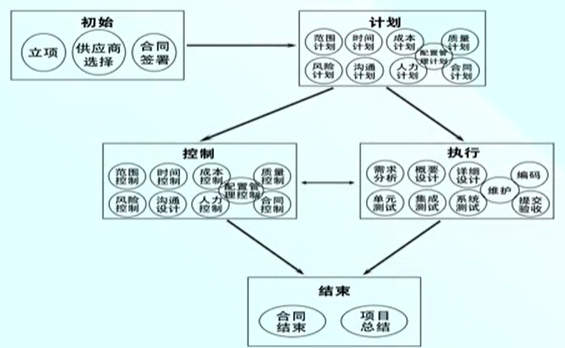 初始
立项
供应商
选择
合同
签署
计划
范围
计划
时间
计划
成本
计划
配置管
理计划
质量
计划
风险
计划
沟通
计划
人力
计划
合同
计划
控制
范围
控制
时间
控制
成本
控制
配置管
理控制
质量
控制
风险
控制
沟通
设计
人力
控制
合同
控制
执行
需求
分析
概要
设计
详细
设计
维护
编码
单元
测试
集成
测试
系统
测试
提交
验收
结束
合同
结束
项目
总结